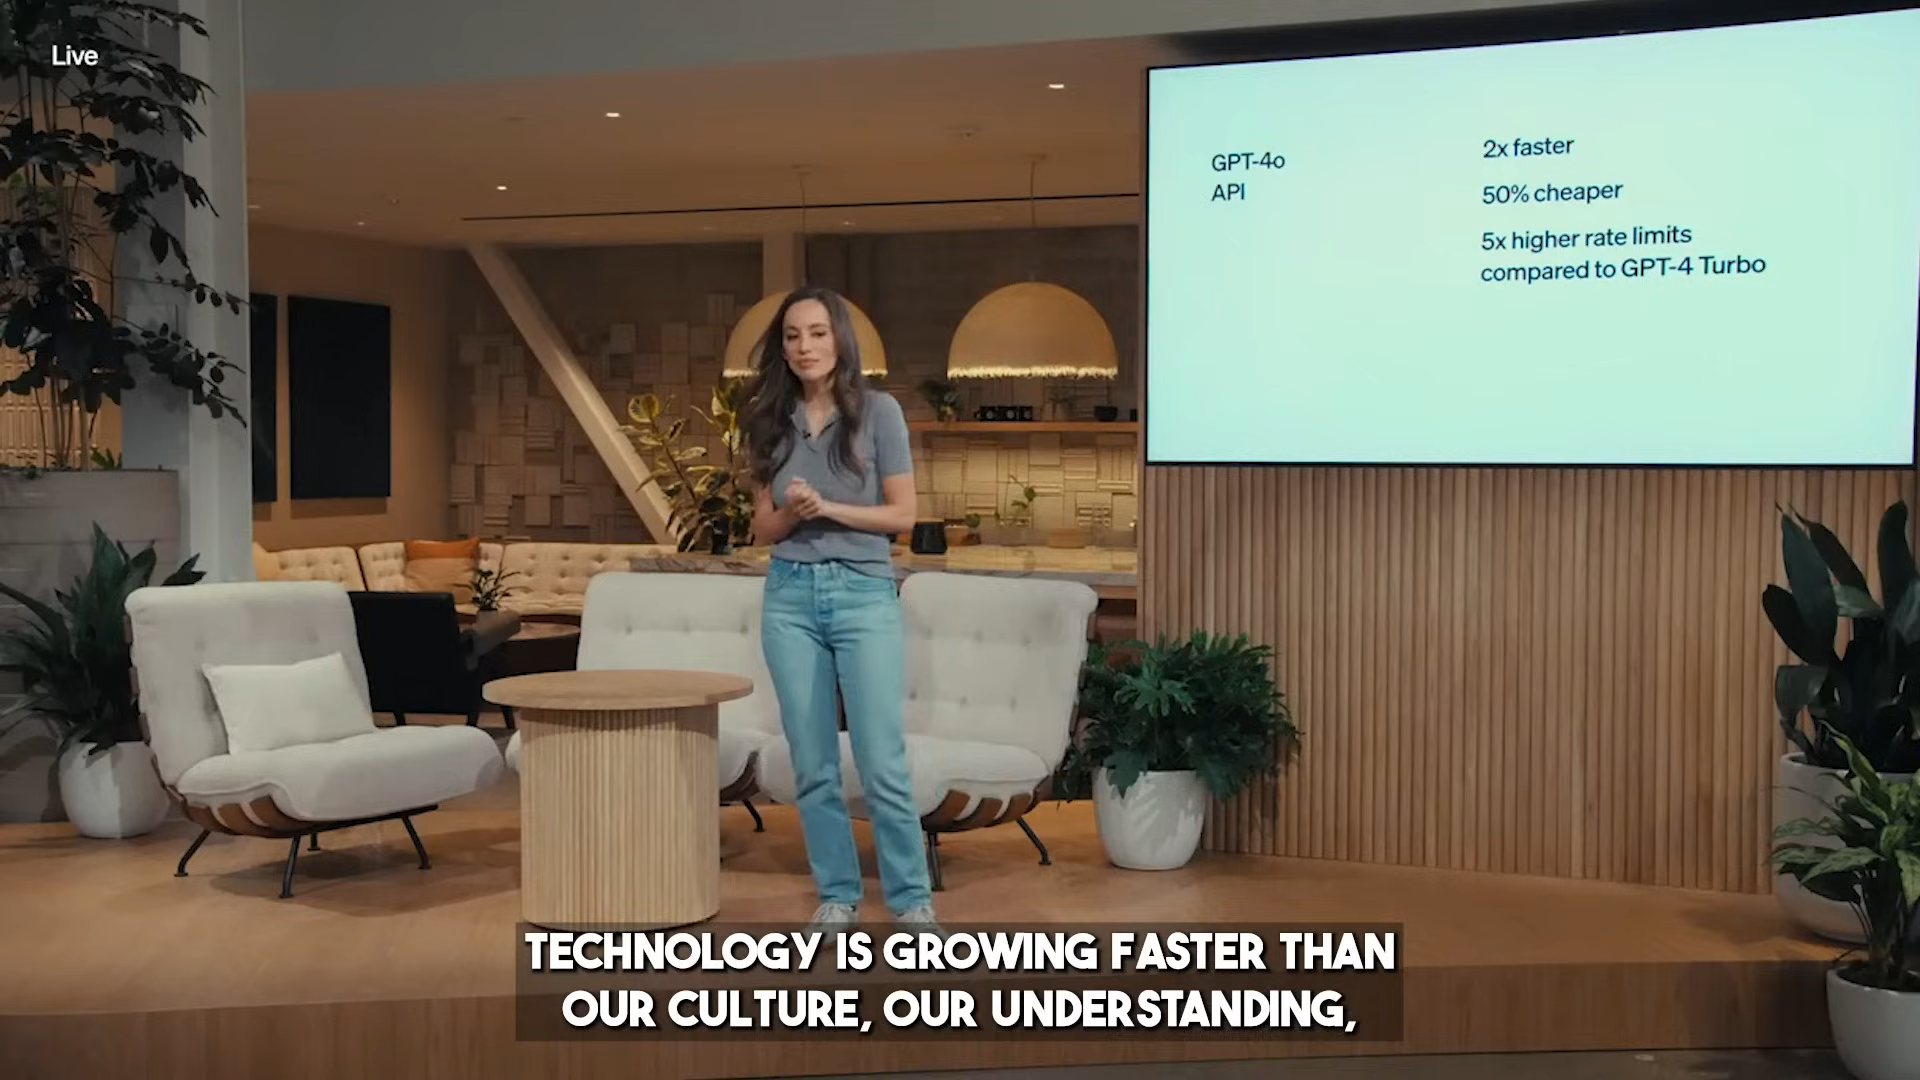 Live
GPT-4o
API
2x faster
50% cheaper
5x higher rate limits
compared to GPT-4 Turbo
TECHNOLOGY IS GROWING FASTER THAN
OUR CULTURE, OUR UNDERSTANDING,